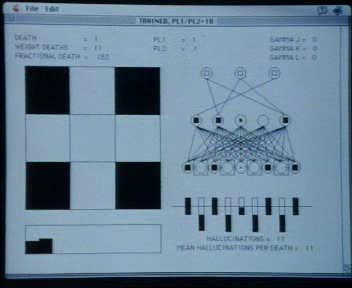 File Edit
TRAINED, PL1/PL2=10
DEATH = 1
WEIGHT DEATHS = 11
FRACTIONAL DEATH = .183
PL1 = .1
PL2 = .1
GAMMA J = 0
GAMMA K = 0
GAMMA L = 0
HALLUCINATIONS = 11
MEAN HALLUCINATIONS PER DEATH = 11